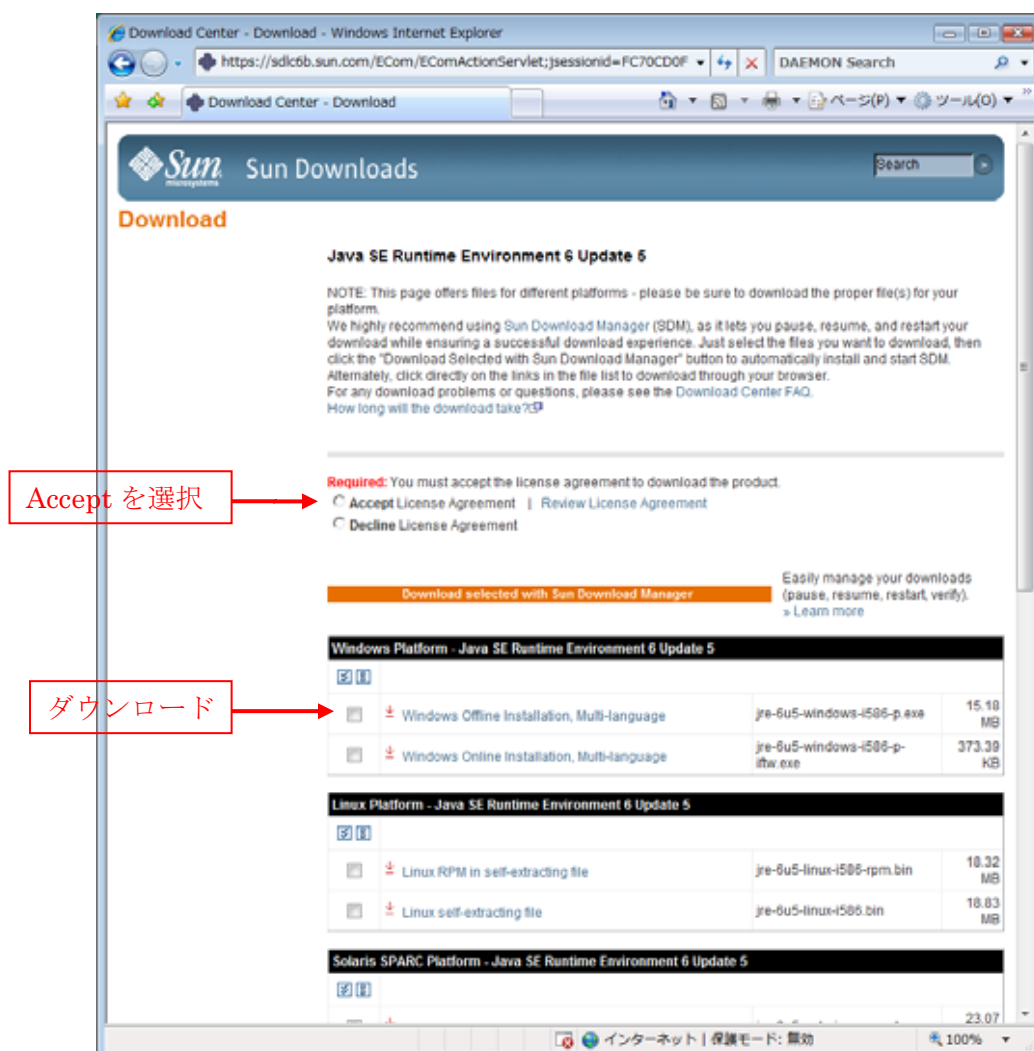 Download Center - Download - Windows Internet Explorer
https://sdlc6b.sun.com/ECom/EComActionServlet;jsessionid=FC70CD0F
DAEMON Search
Download Center - Download
ページ(P)
ツール(O)
Sun
microsystems
Sun Downloads
Search
Download
Java SE Runtime Environment 6 Update 5
NOTE: This page offers files for different platforms - please be sure to download the proper file(s) for your
platform.
We highly recommend using Sun Download Manager (SDM), as it lets you pause, resume, and restart your
download while ensuring a successful download experience. Just select the files you want to download, then
click the "Download Selected with Sun Download Manager" button to automatically install and start SDM.
Alternately, click directly on the links in the file list to download through your browser.
For any download problems or questions, please see the Download Center FAQ.
How long will the download take?
Required: You must accept the license agreement to download the product.
Accept を選択
Accept License Agreement | Review License Agreement
Decline License Agreement
Download selected with Sun Download Manager
Easily manage your downloads
(pause, resume, restart, verify).
» Learn more
Windows Platform - Java SE Runtime Environment 6 Update 5
ダウンロード
Windows Offline Installation, Multi-language jre-6u5-windows-i586-p.exe 15.18
MB
Windows Online Installation, Multi-language jre-6u5-windows-i586-p-
iftw.exe 373.39
KB
Linux Platform - Java SE Runtime Environment 6 Update 5
Linux RPM in self-extracting file jre-6u5-linux-i586-rpm.bin 18.32
MB
Linux self-extracting file jre-6u5-linux-i586.bin 18.83
MB
Solaris SPARC Platform - Java SE Runtime Environment 6 Update 5
23.07
インターネット | 保護モード: 無効
100%